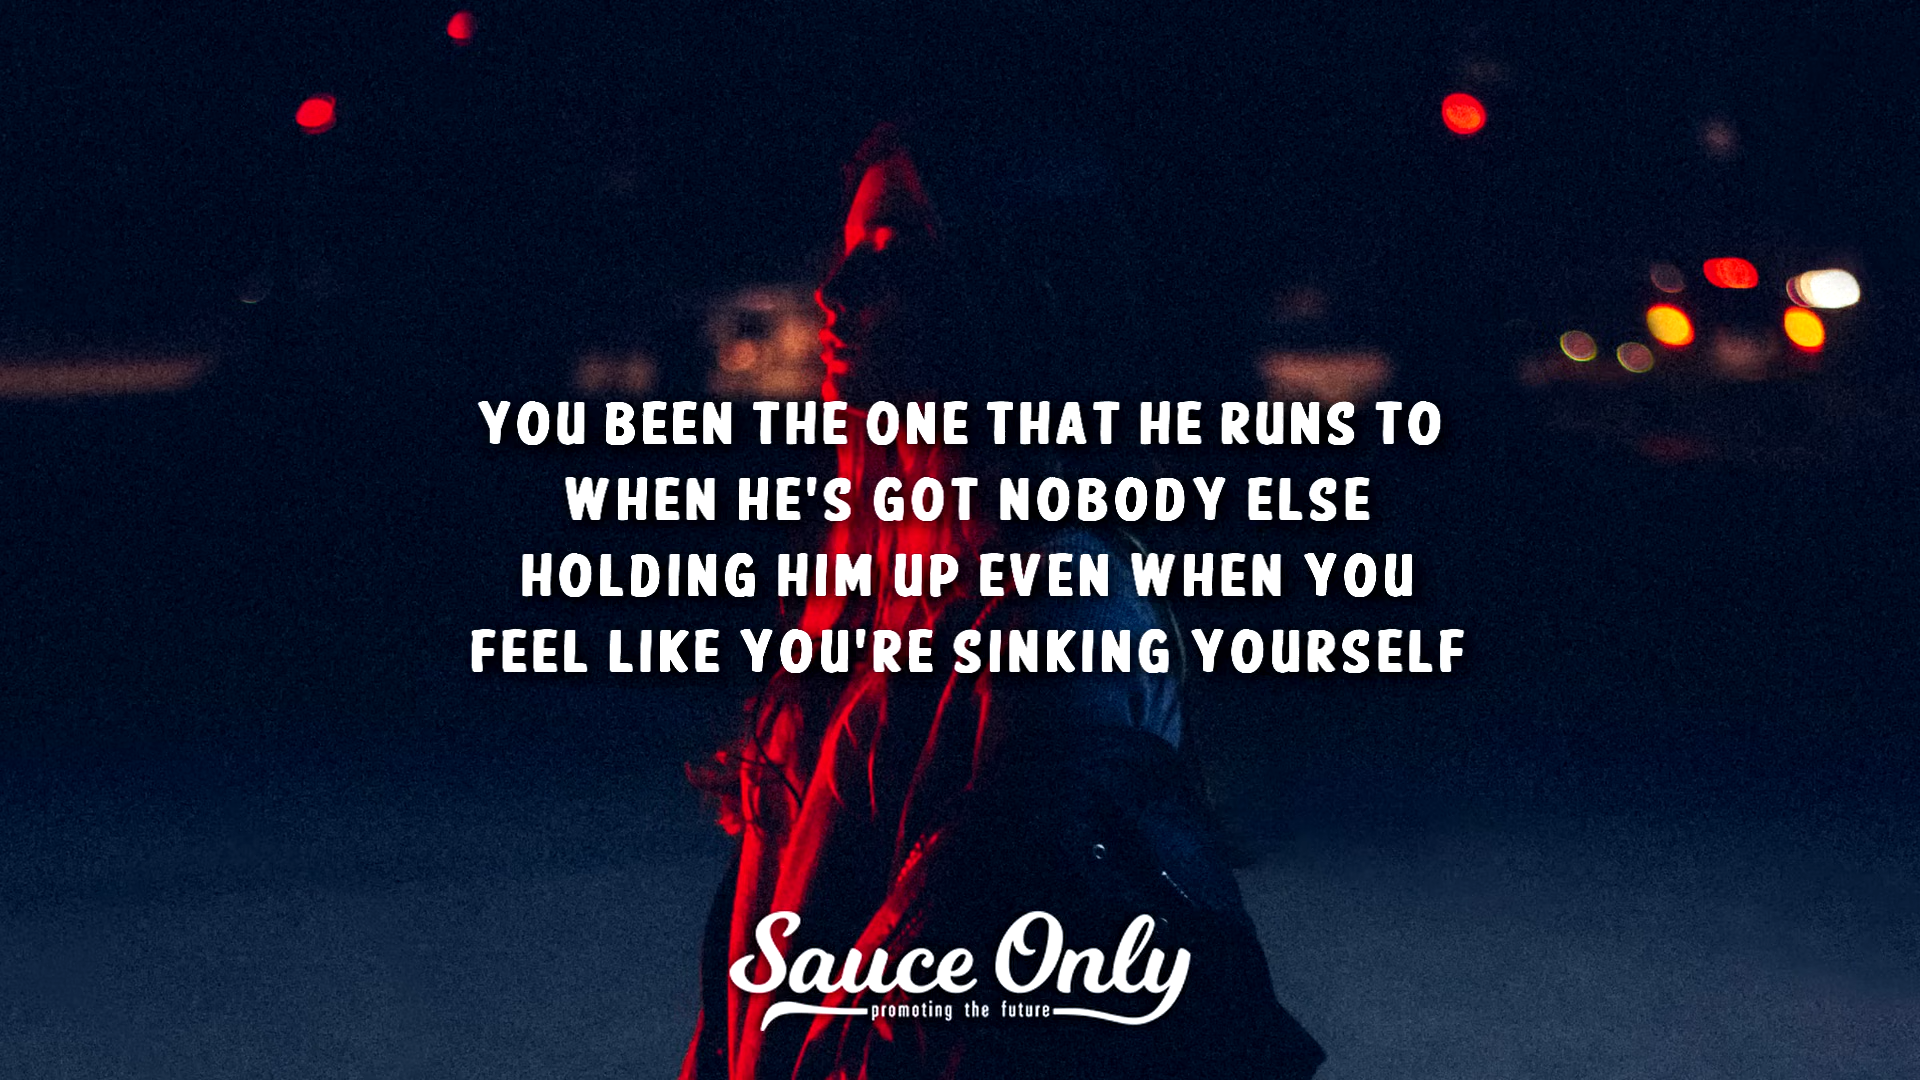 YOU BEEN THE ONE THAT HE RUNS TO
WHEN HE'S GOT NOBODY ELSE
HOLDING HIM UP EVEN WHEN YOU
FEEL LIKE YOU'RE SINKING YOURSELF
Sauce Only
promoting the future